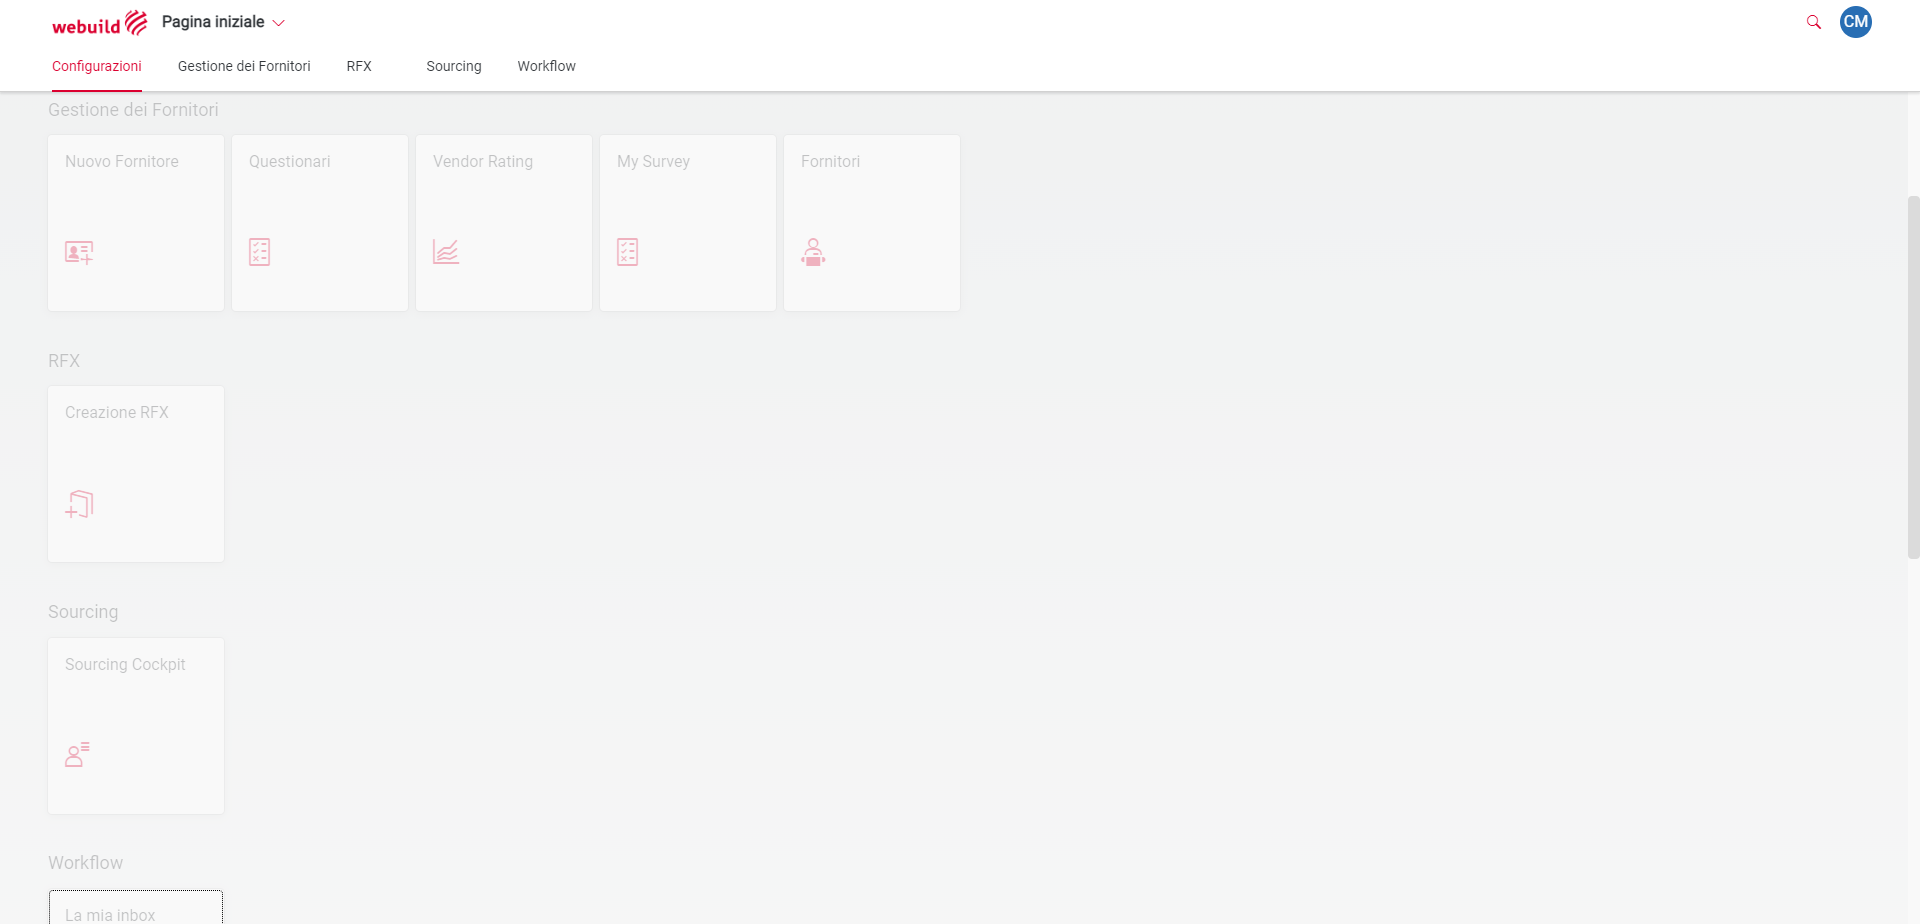 webuild Pagina iniziale CM
Configurazioni Gestione dei Fornitori RFX Sourcing Workflow
Gestione dei Fornitori
Nuovo Fornitore Questionari Vendor Rating My Survey Fornitori
RFX
Creazione RFX
Sourcing
Sourcing Cockpit
Workflow
La mia inbox